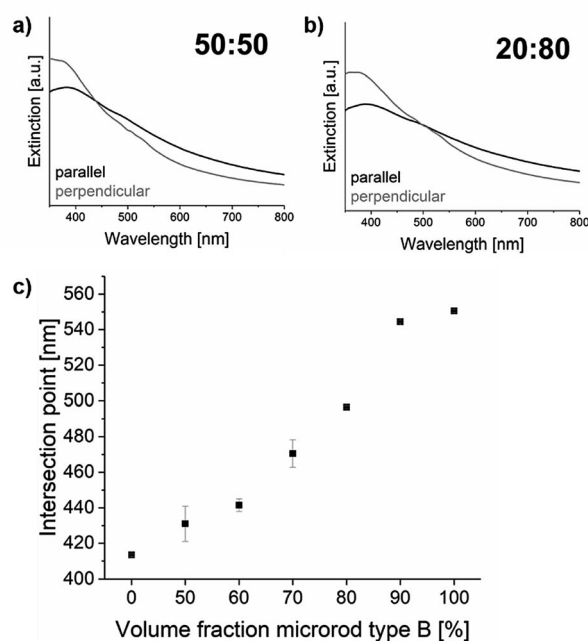 a)
50:50
Extinction [a.u.]
parallel
perpendicular
400 500 600 700 800
Wavelength [nm]
b)
20:80
Extinction [a.u.]
parallel
perpendicular
400 500 600 700 800
Wavelength [nm]
c)
Intersection point [nm]
560
540
520
500
480
460
440
420
400
0 50 60 70 80 90 100
Volume fraction microrod type B [%]